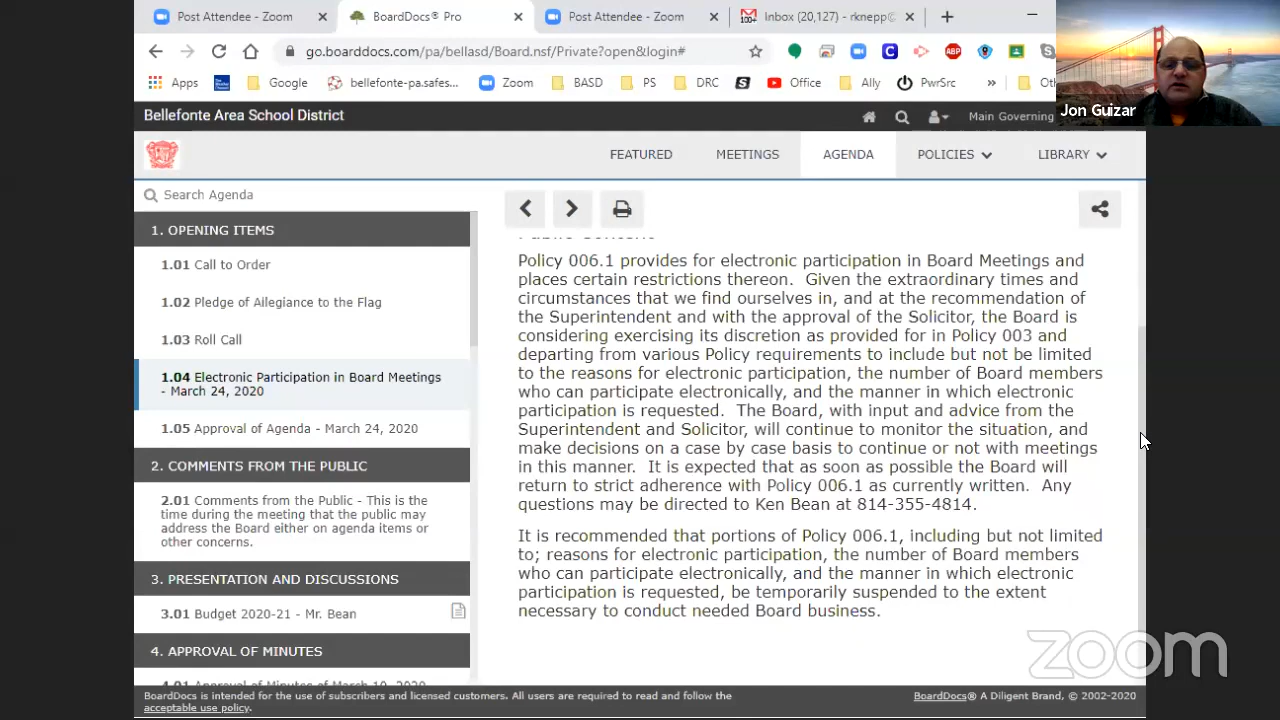 Post Attendee - Zoom
BoardDocs® Pro
Post Attendee - Zoom
Inbox (20,127) - rknepp@
100+
go.boarddocs.com/pa/bellasd/Board.nsf/Private?open&login#
ABP
Apps
Google
bellefonte-pa.safes...
Zoom
BASD
PS
DRC
Office
Ally
PwrSrc
»
Ot
Jon Guizar
Bellefonte Area School District
Main Governing
FEATURED
MEETINGS
AGENDA
POLICIES
LIBRARY
Search Agenda
1. OPENING ITEMS
1.01 Call to Order
1.02 Pledge of Allegiance to the Flag
1.03 Roll Call
1.04 Electronic Participation in Board Meetings
- March 24, 2020
1.05 Approval of Agenda - March 24, 2020
2. COMMENTS FROM THE PUBLIC
2.01 Comments from the Public - This is the
time during the meeting that the public may
address the Board either on agenda items or
other concerns.
3. PRESENTATION AND DISCUSSIONS
3.01 Budget 2020-21 - Mr. Bean
4. APPROVAL OF MINUTES
4.01 Approval of Minutes of March 10, 2020
Public Content
Policy 006.1 provides for electronic participation in Board Meetings and
places certain restrictions thereon.  Given the extraordinary times and
circumstances that we find ourselves in, and at the recommendation of
the Superintendent and with the approval of the Solicitor, the Board is
considering exercising its discretion as provided for in Policy 003 and
departing from various Policy requirements to include but not be limited
to the reasons for electronic participation, the number of Board members
who can participate electronically, and the manner in which electronic
participation is requested.  The Board, with input and advice from the
Superintendent and Solicitor, will continue to monitor the situation, and
make decisions on a case by case basis to continue or not with meetings
in this manner.  It is expected that as soon as possible the Board will
return to strict adherence with Policy 006.1 as currently written.  Any
questions may be directed to Ken Bean at 814-355-4814.
It is recommended that portions of Policy 006.1, including but not limited
to; reasons for electronic participation, the number of Board members
who can participate electronically, and the manner in which electronic
participation is requested, be temporarily suspended to the extent
necessary to conduct needed Board business.
zoom
BoardDocs is intended for the use of subscribers and licensed customers. All users are required to read and follow the
acceptable use policy.
BoardDocs® A Diligent Brand, © 2002-2020